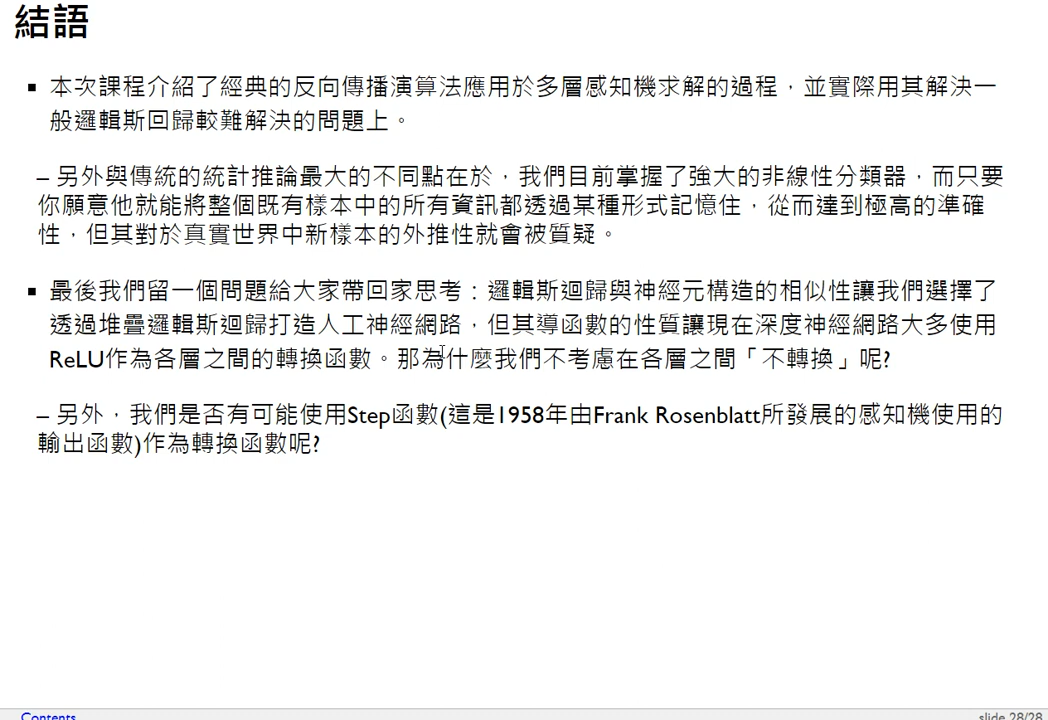 結語
▪ 本次課程介紹了經典的反向傳播演算法應用於多層感知機求解的過程，並實際用其解決一
般邏輯斯回歸較難解決的問題上。
– 另外與傳統的統計推論最大的不同點在於，我們目前掌握了強大的非線性分類器，而只要
你願意他就能將整個既有樣本中的所有資訊都透過某種形式記憶住，從而達到極高的準確
性，但其對於真實世界中新樣本的外推性就會被質疑。
▪ 最後我們留一個問題給大家帶回家思考：邏輯斯迴歸與神經元構造的相似性讓我們選擇了
透過堆疊邏輯斯迴歸打造人工神經網路，但其導函數的性質讓現在深度神經網路大多使用
ReLU作為各層之間的轉換函數。那為什麼我們不考慮在各層之間「不轉換」呢?
– 另外，我們是否有可能使用Step函數(這是1958年由Frank Rosenblatt所發展的感知機使用的
輸出函數)作為轉換函數呢?
Contents
slide 28/28